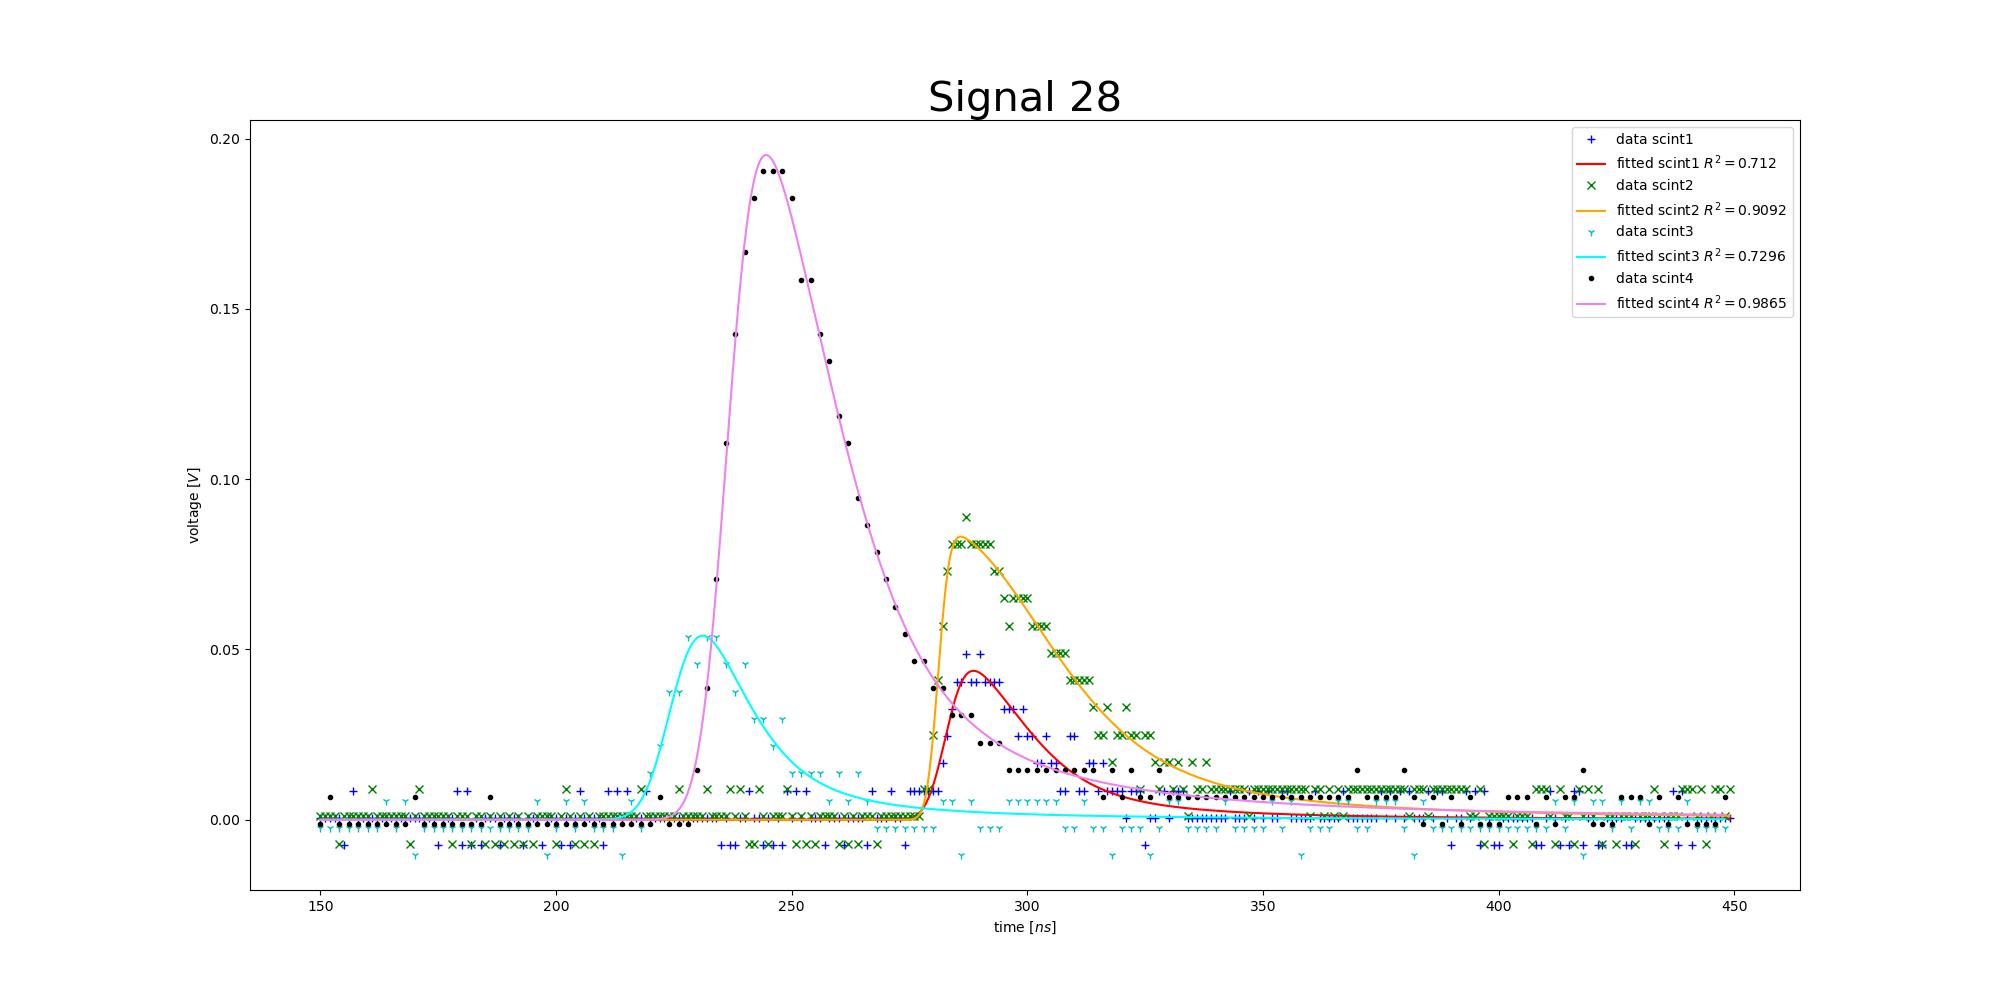 Signal 28
data scint1
fitted scint1 R² = 0.712
data scint2
fitted scint2 R² = 0.9092
data scint3
fitted scint3 R² = 0.7296
data scint4
fitted scint4 R² = 0.9865
0.20
0.15
0.10
0.05
0.00
voltage [V]
150 200 250 300 350 400 450
time [ns]